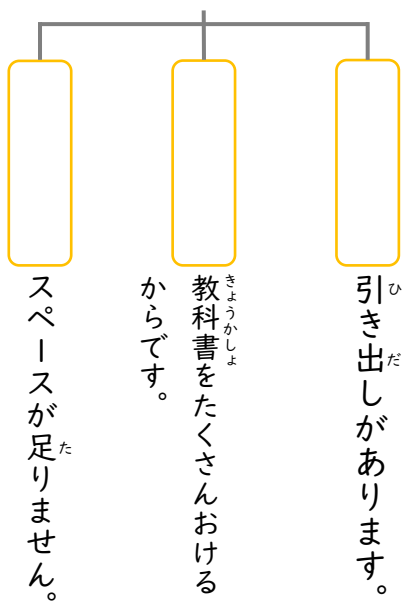 引き出しがあります。
教科書をたくさんおける
からです。
スペースが足りません。